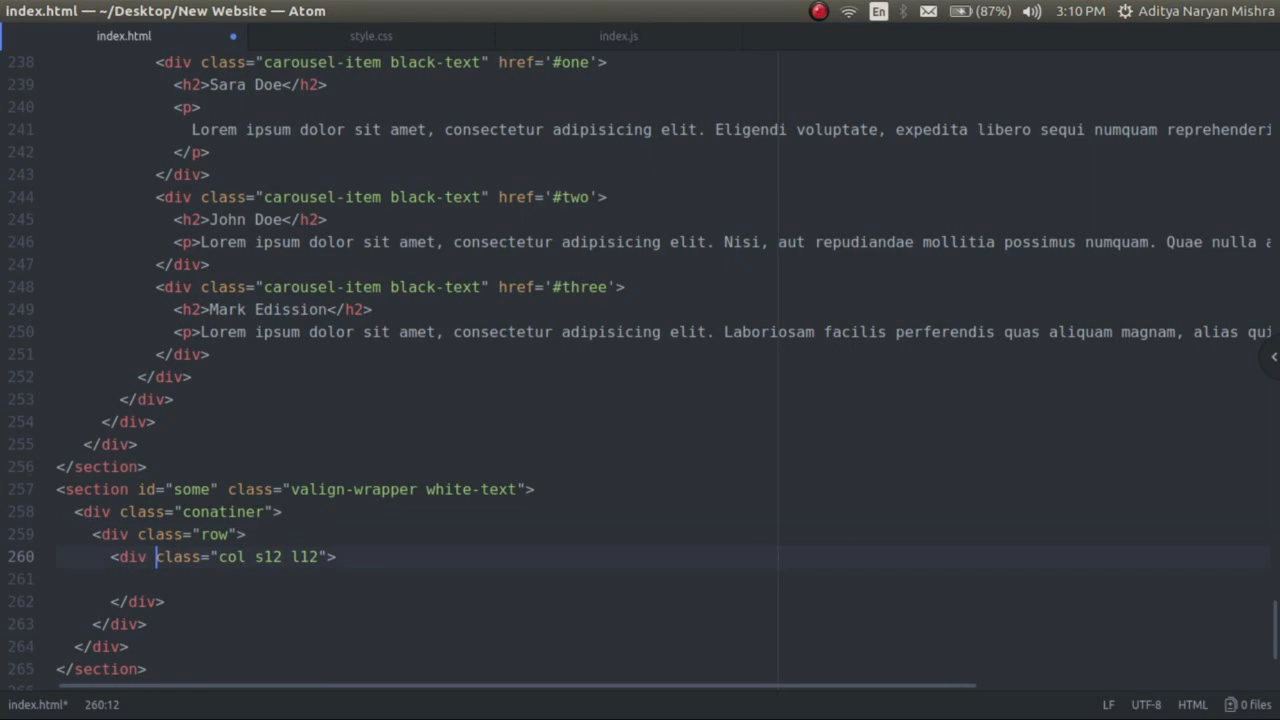 index.html — ~/Desktop/New Website — Atom
En (87%) 3:10 PM Aditya Naryan Mishra
index.html style.css index.js
238 <div class="carousel-item black-text" href='#one'>
239 <h2>Sara Doe</h2>
240 <p>
241 Lorem ipsum dolor sit amet, consectetur adipisicing elit. Eligendi voluptate, expedita libero sequi numquam reprehenderi
242 </p>
243 </div>
244 <div class="carousel-item black-text" href='#two'>
245 <h2>John Doe</h2>
246 <p>Lorem ipsum dolor sit amet, consectetur adipisicing elit. Nisi, aut repudiandae mollitia possimus numquam. Quae nulla a
247 </div>
248 <div class="carousel-item black-text" href='#three'>
249 <h2>Mark Edission</h2>
250 <p>Lorem ipsum dolor sit amet, consectetur adipisicing elit. Laboriosam facilis perferendis quas aliquam magnam, alias qui
251 </div>
252 </div>
253 </div>
254 </div>
255 </div>
256 </section>
257 <section id="some" class="valign-wrapper white-text">
258 <div class="conatiner">
259 <div class="row">
260 <div class="col s12 l12">
261
262 </div>
263 </div>
264 </div>
265 </section>
index.html* 260:12 LF UTF-8 HTML 0 files